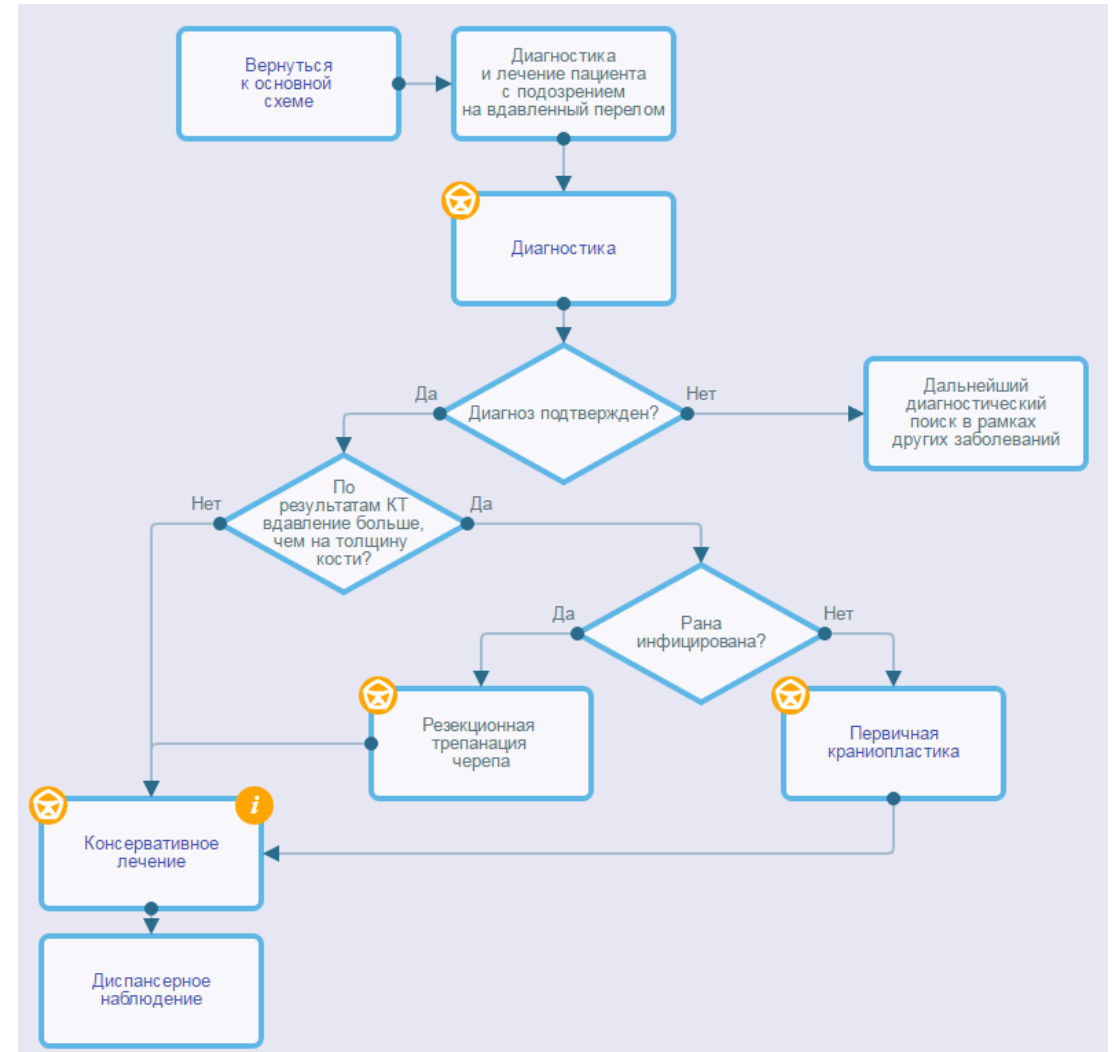 Вернуться
к основной
схеме
Диагностика
и лечение пациента
с подозрением
на вдавленный перелом
Диагностика
Диагноз подтвержден?
Да
Нет
Дальнейший
диагностический
поиск в рамках
других заболеваний
По
результатам КТ
вдавление больше,
чем на толщину
кости?
Нет
Да
Рана
инфицирована?
Да
Нет
Резекционная
трепанация
черепа
Первичная
краниопластика
i
Консервативное
лечение
Диспансерное
наблюдение